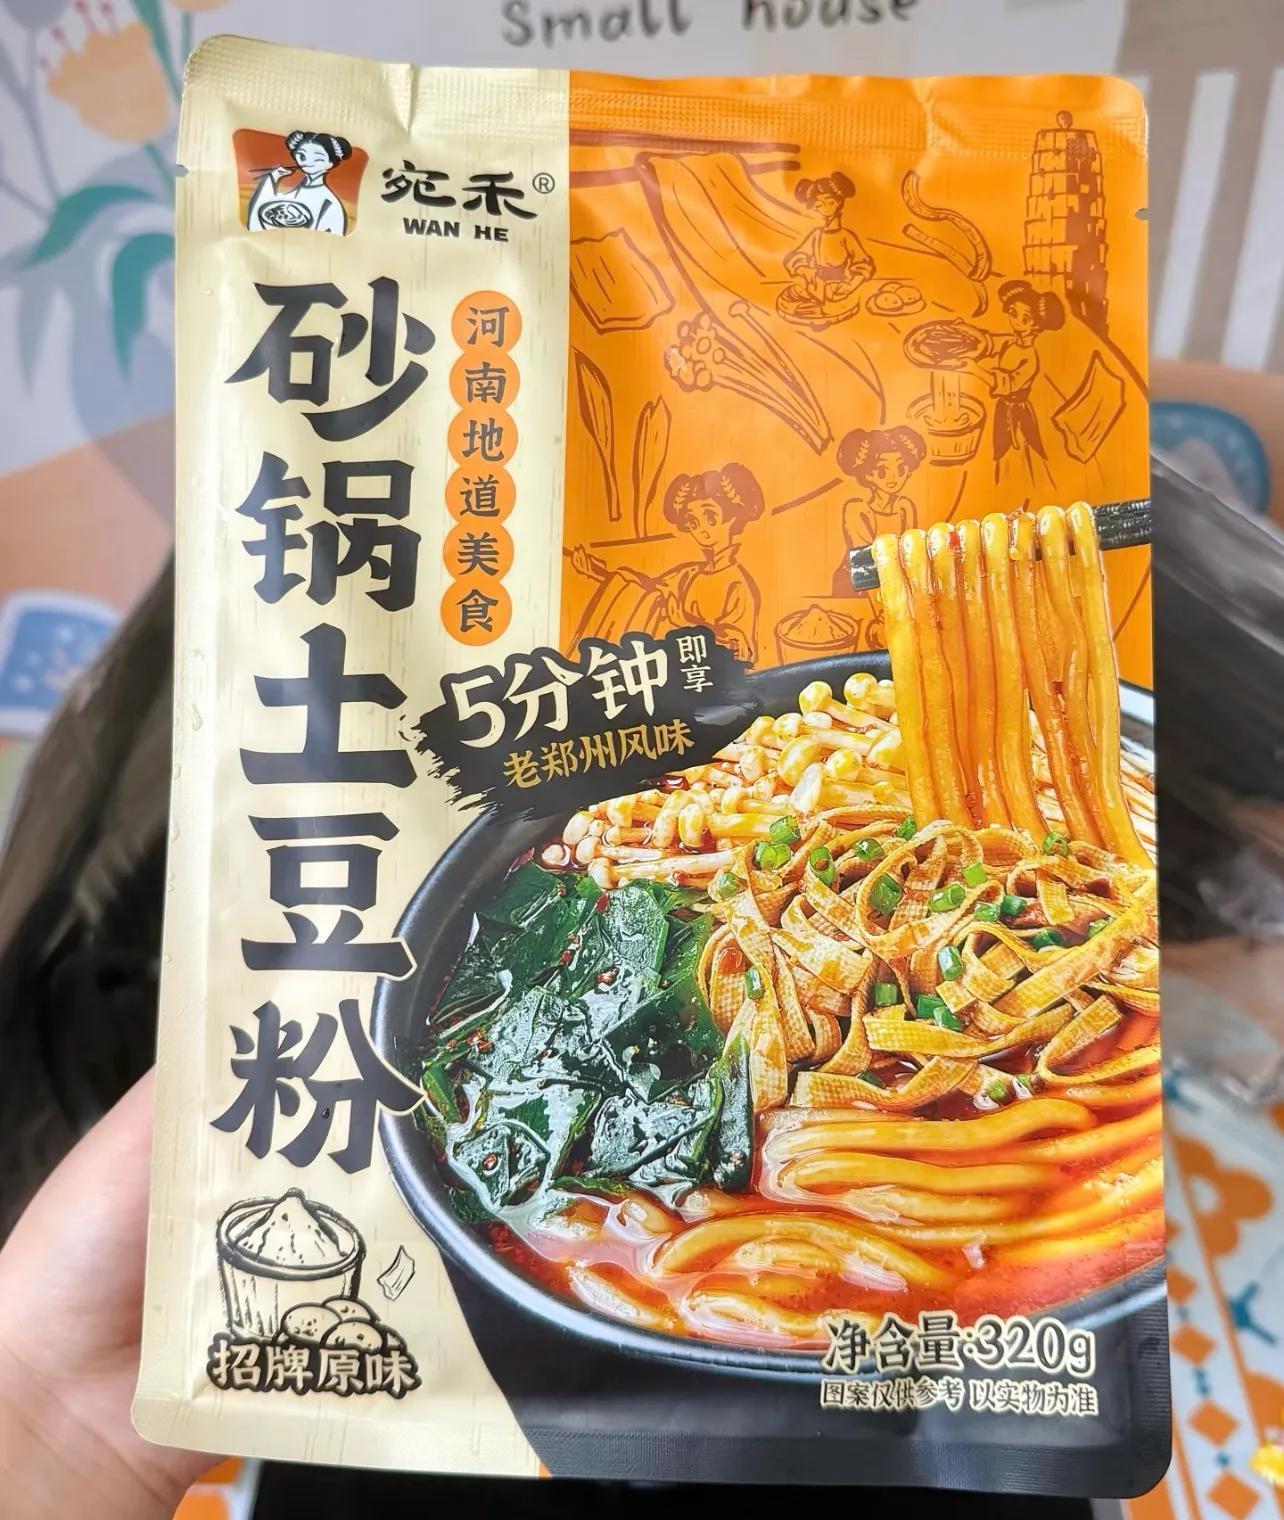 Small house
宛禾®
WAN HE
砂锅土豆粉
河南地道美食
5分钟即享
老郑州风味
招牌原味
净含量:320g
图案仅供参考 以实物为准